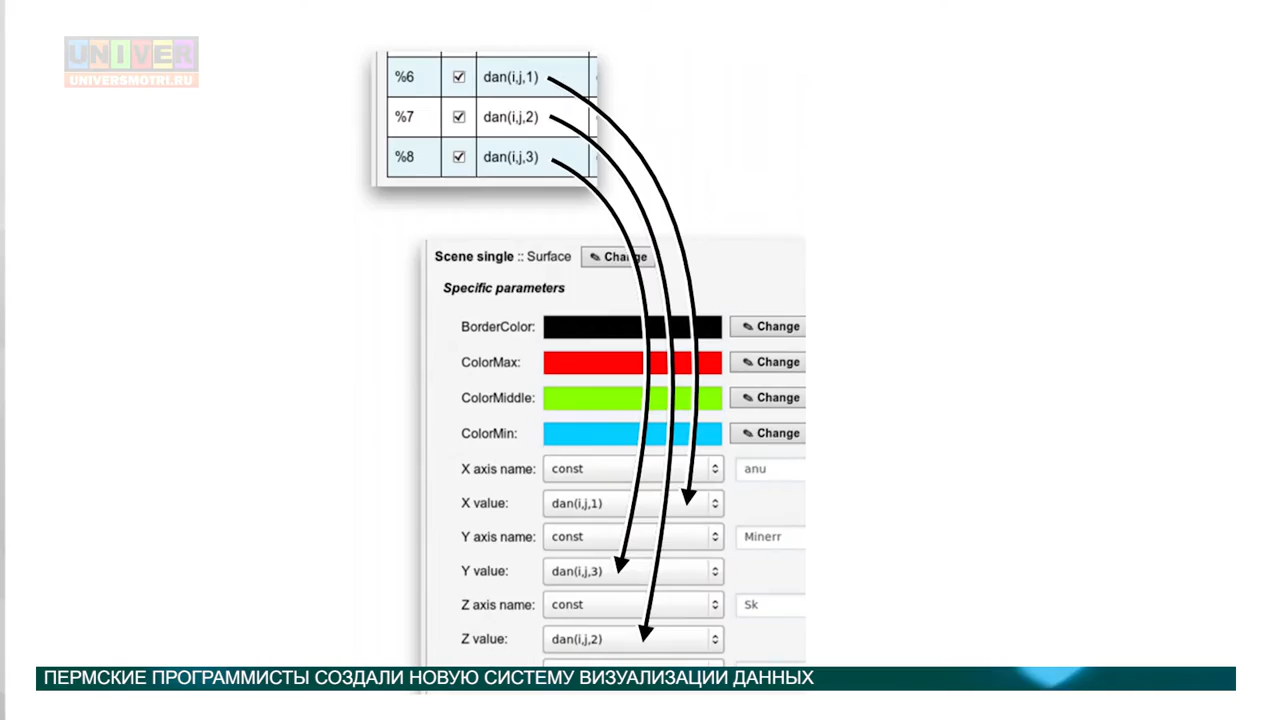 UNIVER
UNIVERSMOTRI.RU
%6 dan(i,j,1)
%7 dan(i,j,2)
%8 dan(i,j,3)
Scene single :: Surface Change
Specific parameters
BorderColor: Change
ColorMax: Change
ColorMiddle: Change
ColorMin: Change
X axis name: const anu
X value: dan(i,j,1)
Y axis name: const Minerr
Y value: dan(i,j,3)
Z axis name: const Sk
Z value: dan(i,j,2)
ПЕРМСКИЕ ПРОГРАММИСТЫ СОЗДАЛИ НОВУЮ СИСТЕМУ ВИЗУАЛИЗАЦИИ ДАННЫХ